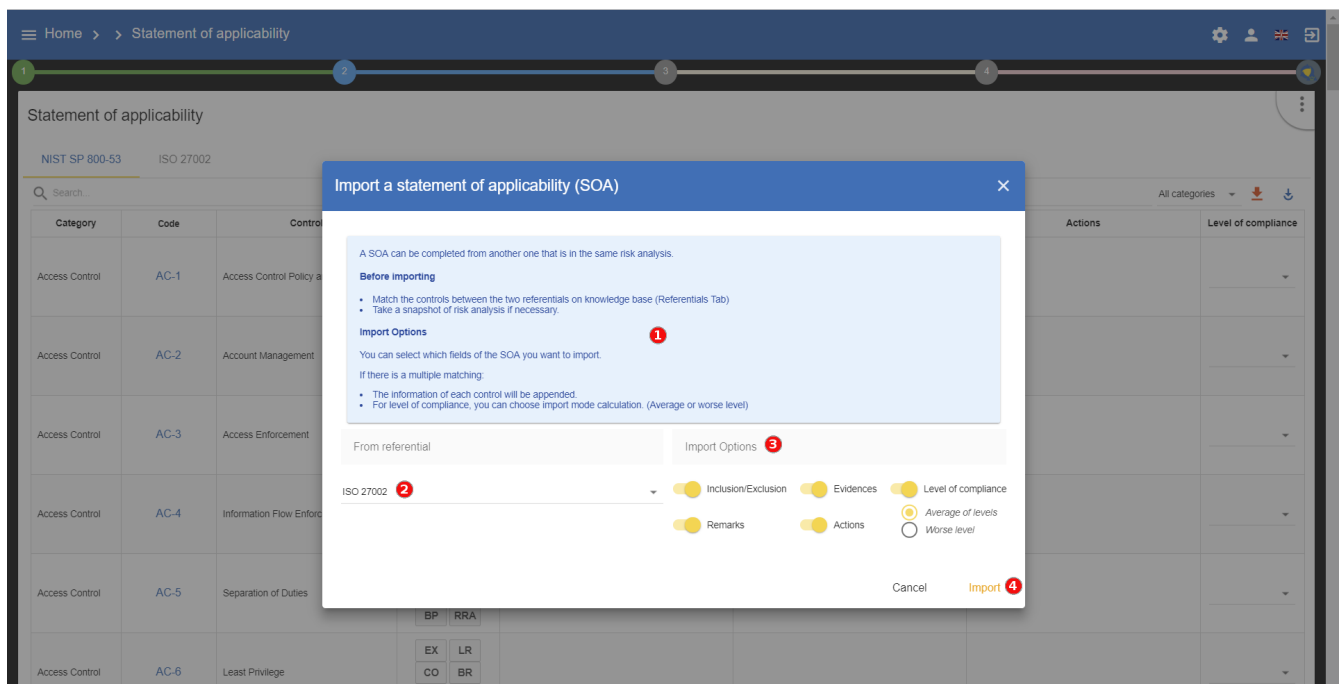 Home > > Statement of applicability
1 2 3 4
Statement of applicability
NIST SP 800-53 ISO 27002
Search...
All categories
Category Code Control Actions Level of compliance
Import a statement of applicability (SOA)
A SOA can be completed from another one that is in the same risk analysis.
Before importing
• Match the controls between the two referentials on knowledge base (Referentials Tab)
• Take a snapshot of risk analysis if necessary.
Import Options
1
You can select which fields of the SOA you want to import.
If there is a multiple matching:
• The information of each control will be appended.
• For level of compliance, you can choose import mode calculation. (Average or worse level)
From referential
Import Options 3
ISO 27002 2
Inclusion/Exclusion Evidences Level of compliance
Average of levels
Remarks Actions
Worse level
Cancel Import 4
Access Control AC-1 Access Control Policy a
Access Control AC-2 Account Management
Access Control AC-3 Access Enforcement
Access Control AC-4 Information Flow Enforc
Access Control AC-5 Separation of Duties
BP RRA
EX LR
Access Control AC-6 Least Privilege CO BR